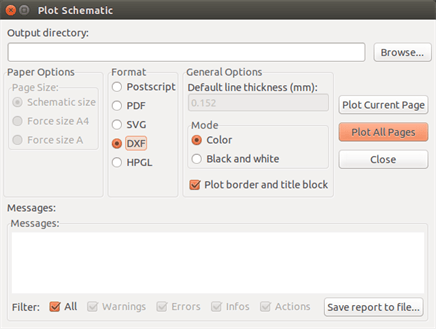 Plot Schematic
Output directory:
Browse...
Paper Options
Page Size:
Schematic size
Force size A4
Force size A
Format
Postscript
PDF
SVG
DXF
HPGL
General Options
Default line thickness (mm):
0.152
Mode
Color
Black and white
Plot border and title block
Plot Current Page
Plot All Pages
Close
Messages:
Messages:
Filter: All Warnings Errors Infos Actions Save report to file...